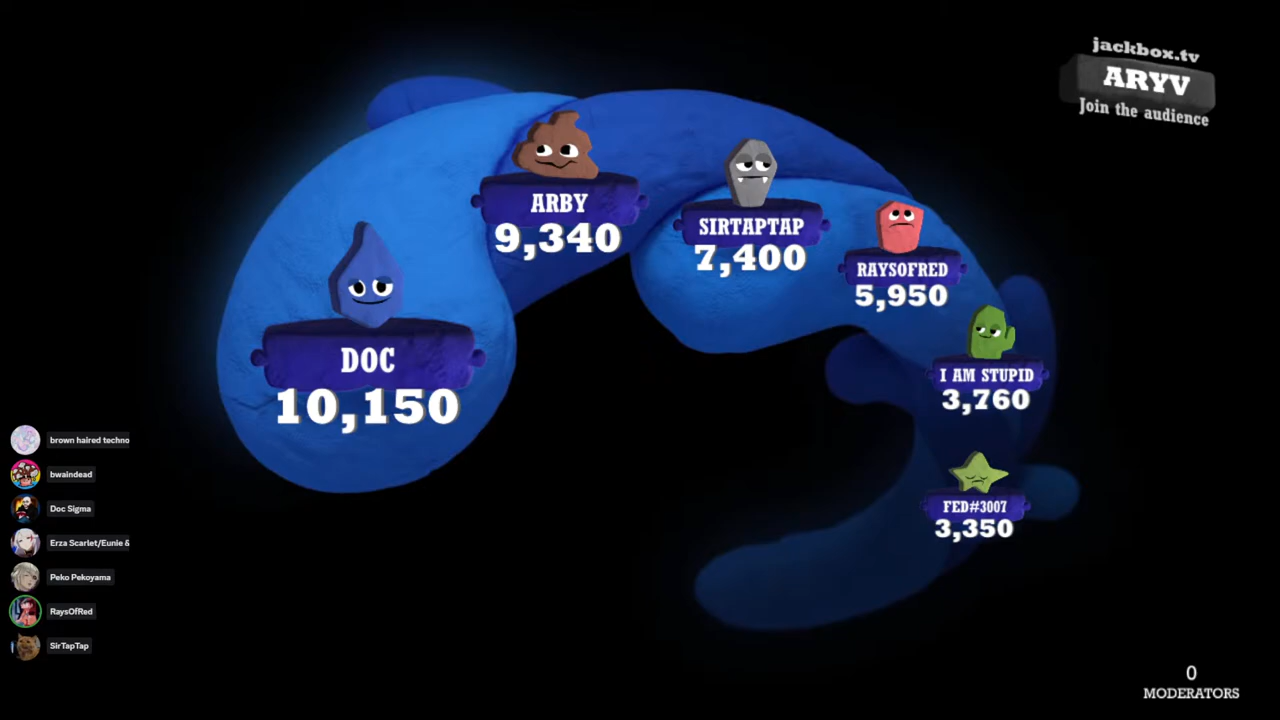 jackbox.tv
ARYV
Join the audience
ARBY
9,340
SIRTAPTAP
7,400
RAYSOFRED
5,950
DOC
10,150
I AM STUPID
3,760
FED#3007
3,350
brown haired techno
bwaindead
Doc Sigma
Erza Scarlet/Eunie &
Peko Pekoyama
RaysOfRed
SirTapTap
0
MODERATORS